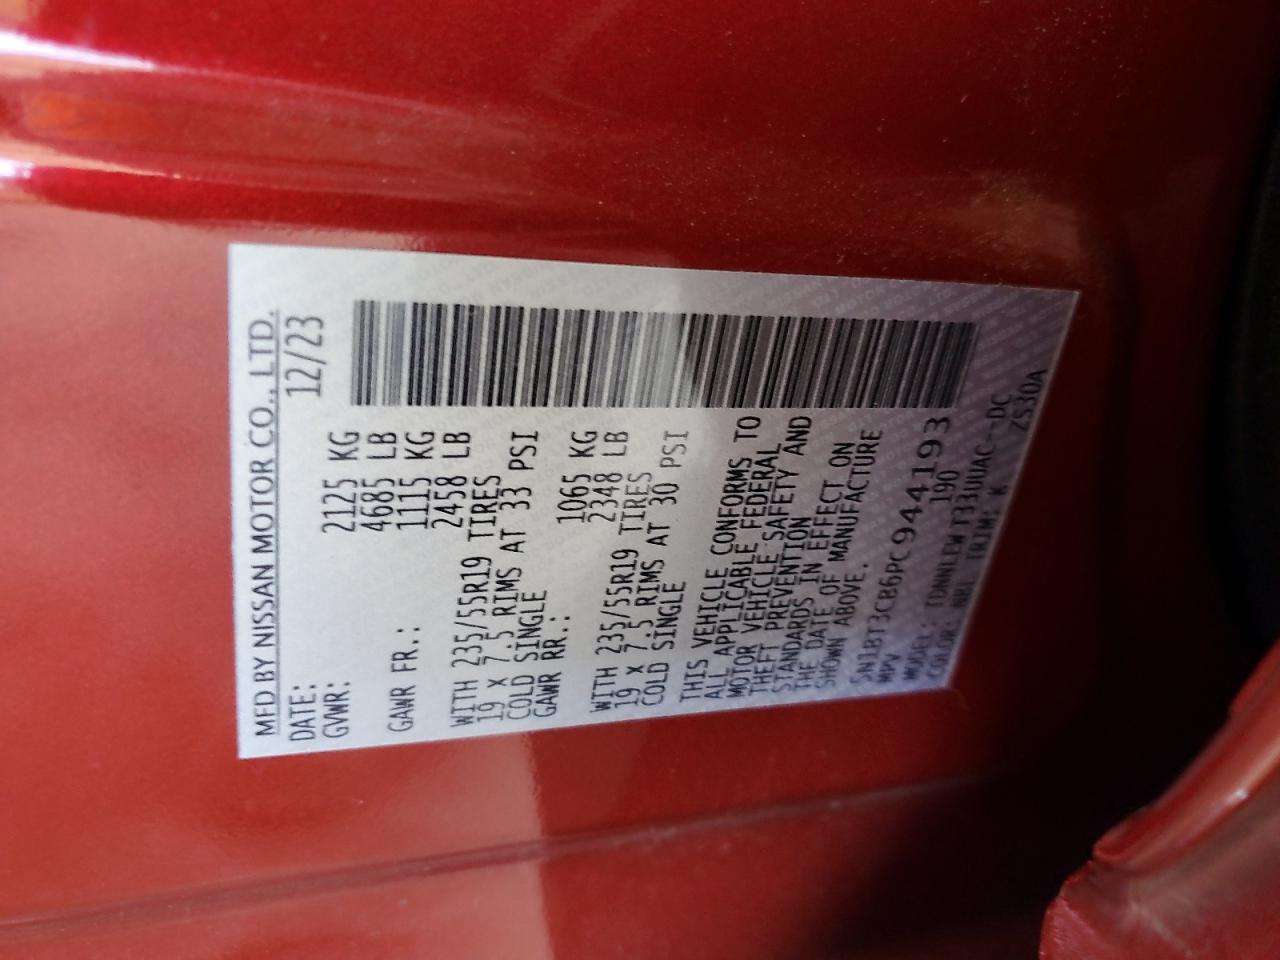 MFD BY NISSAN MOTOR CO., LTD.
DATE: 12/23
GVWR: 2125 KG
4685 LB
GAWR FR.: 1115 KG
2458 LB
WITH 235/55R19 TIRES
19 X 7.5 RIMS AT 33 PSI
COLD SINGLE
GAWR RR.: 1065 KG
2348 LB
WITH 235/55R19 TIRES
19 X 7.5 RIMS AT 30 PSI
COLD SINGLE
THIS VEHICLE CONFORMS TO
ALL APPLICABLE FEDERAL
MOTOR VEHICLE SAFETY AND
THEFT PREVENTION
STANDARDS IN EFFECT ON
THE DATE OF MANUFACTURE
SHOWN ABOVE.
5N1BT3CB6PC944193
MPV 190
MODEL: TDNNLEWT33UUAC--DC
COLOR: NBL TRIM: K ZS30A